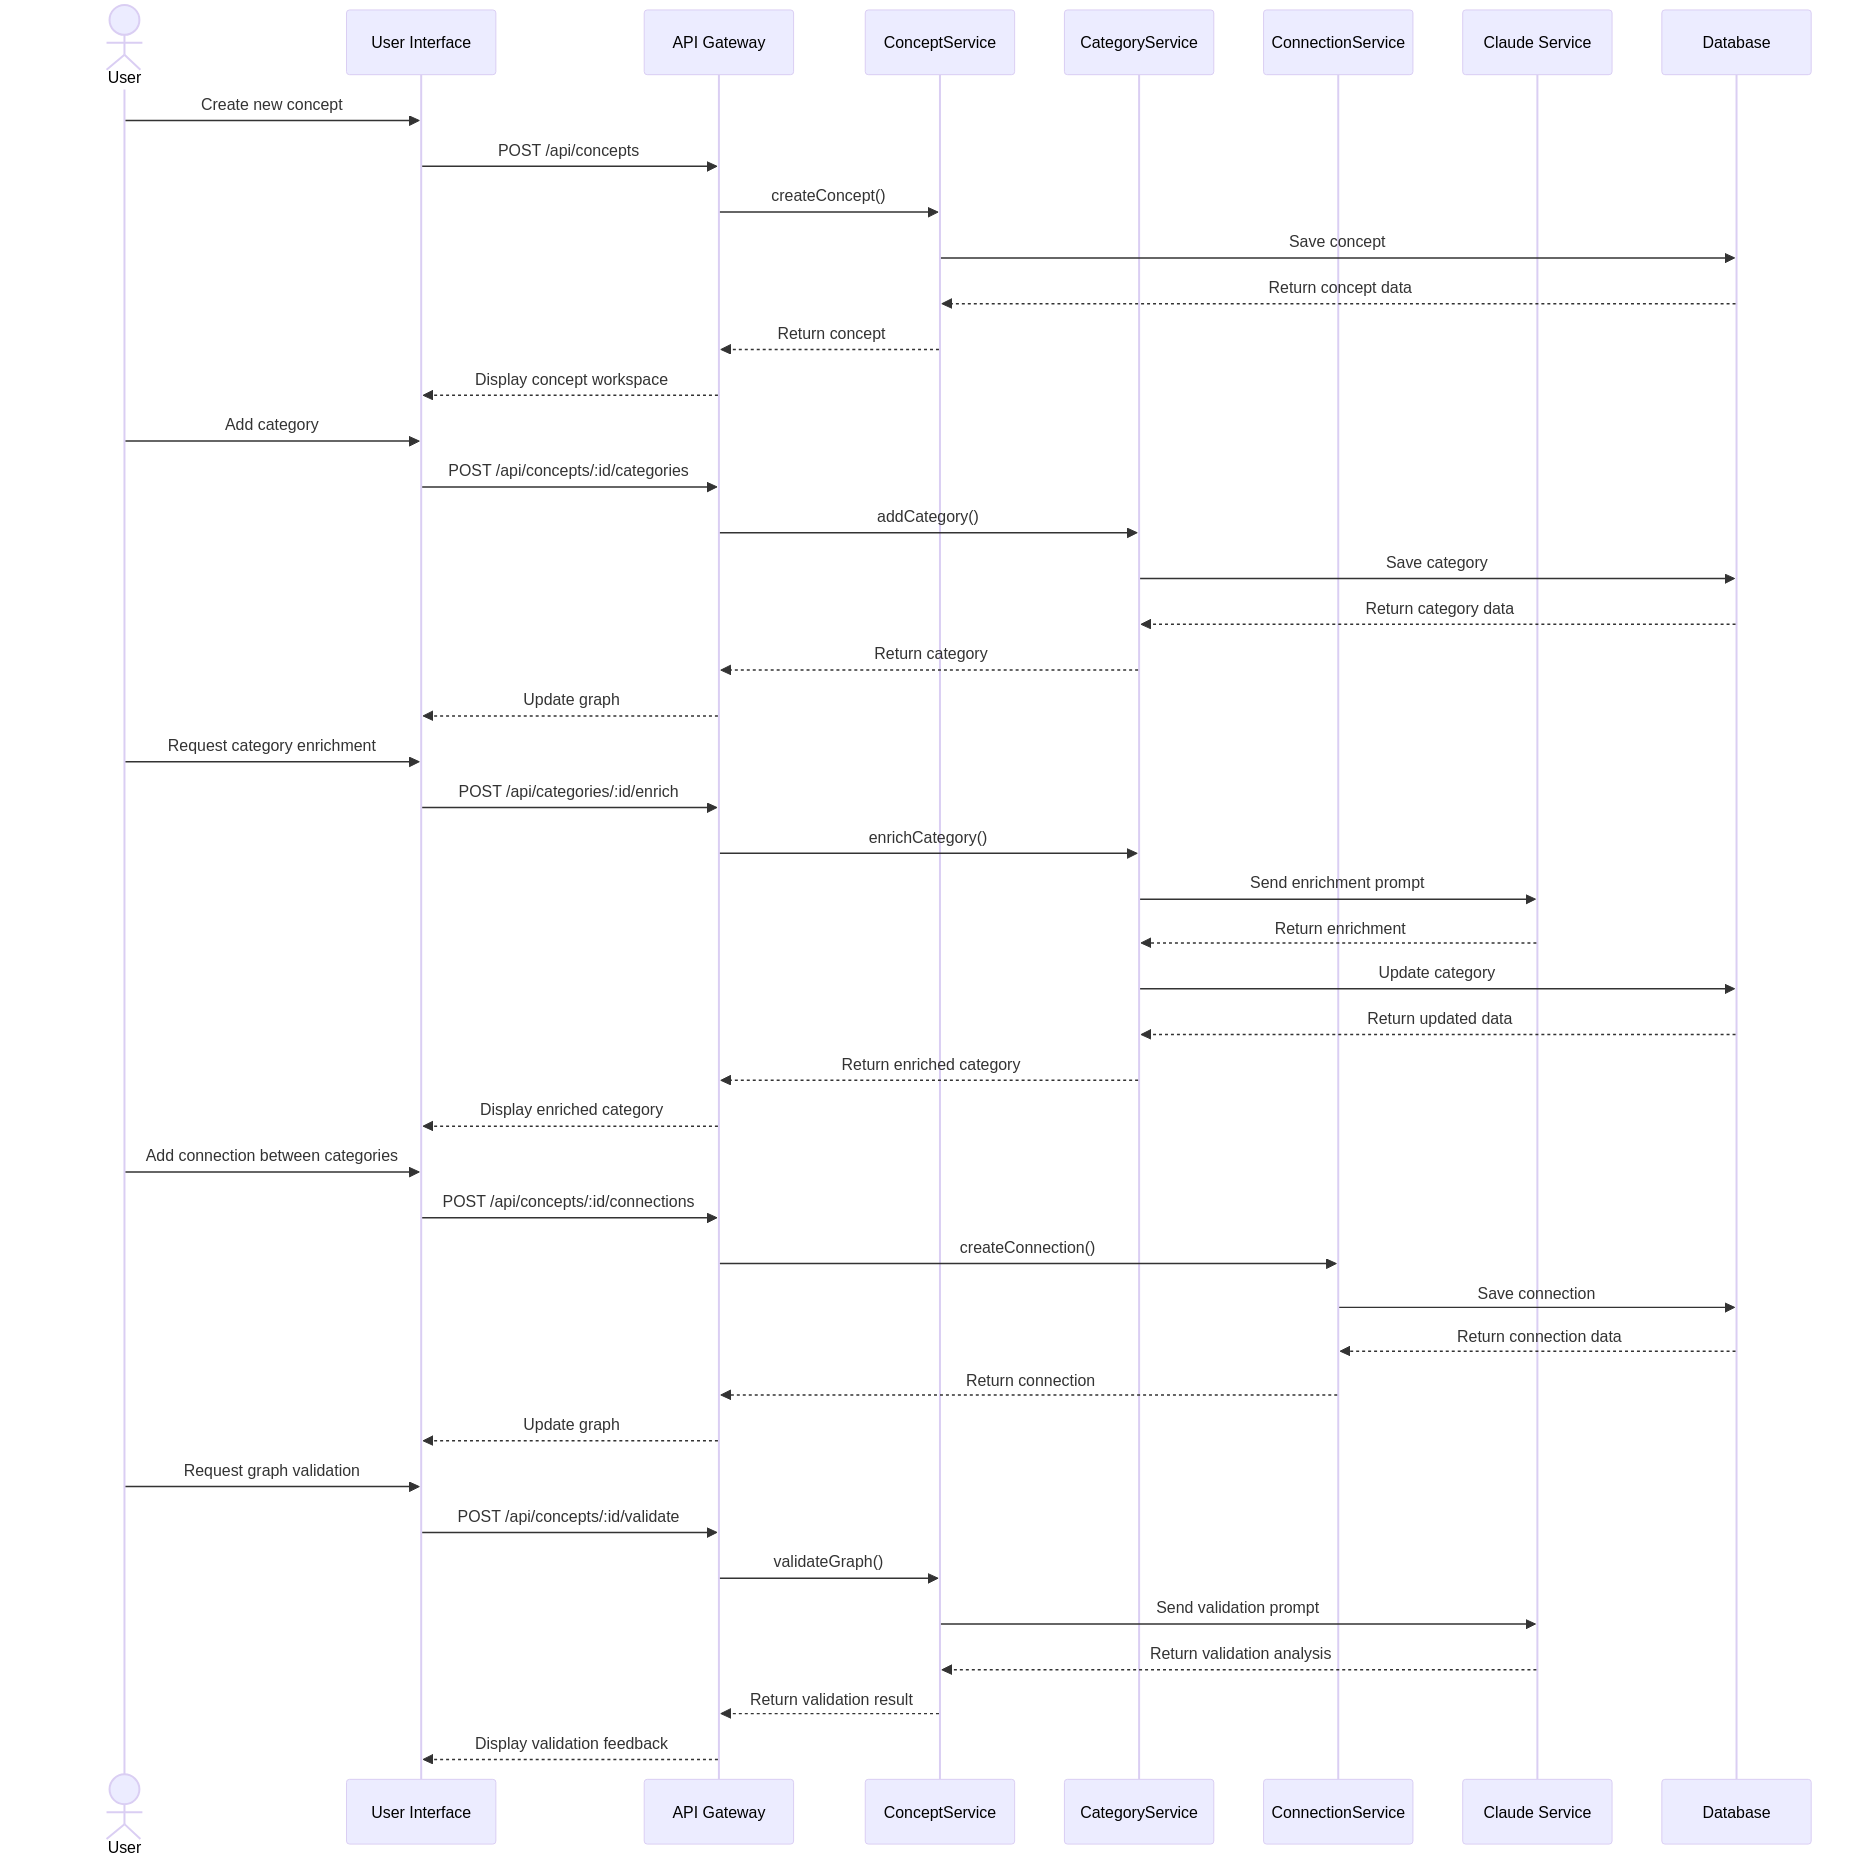 User
User Interface
API Gateway
ConceptService
CategoryService
ConnectionService
Claude Service
Database
Create new concept
POST /api/concepts
createConcept()
Save concept
Return concept data
Return concept
Display concept workspace
Add category
POST /api/concepts/:id/categories
addCategory()
Save category
Return category data
Return category
Update graph
Request category enrichment
POST /api/categories/:id/enrich
enrichCategory()
Send enrichment prompt
Return enrichment
Update category
Return updated data
Return enriched category
Display enriched category
Add connection between categories
POST /api/concepts/:id/connections
createConnection()
Save connection
Return connection data
Return connection
Update graph
Request graph validation
POST /api/concepts/:id/validate
validateGraph()
Send validation prompt
Return validation analysis
Return validation result
Display validation feedback
User
User Interface
API Gateway
ConceptService
CategoryService
ConnectionService
Claude Service
Database